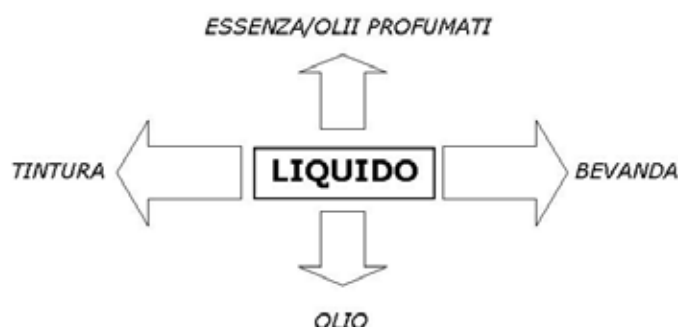 ESSENZA/OLII PROFUMATI
TINTURA
LIQUIDO
BEVANDA
OLIO